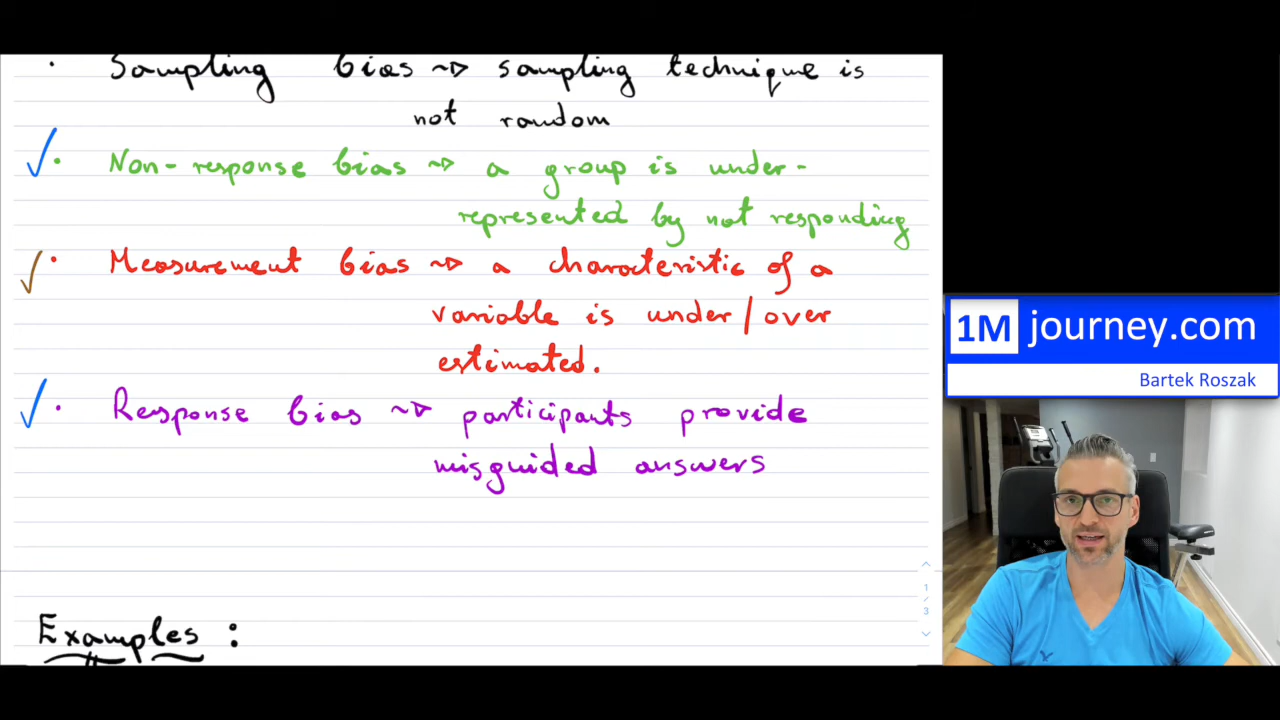 · Sampling bias ~> sampling technique is
not random
✓ · Non-response bias ~> a group is under-
represented by not responding
✓ · Measurement bias ~> a characteristic of a
variable is under/over
estimated.
✓ · Response bias ~> participants provide
misguided answers
Examples :
1
/
3
1M journey.com
Bartek Roszak